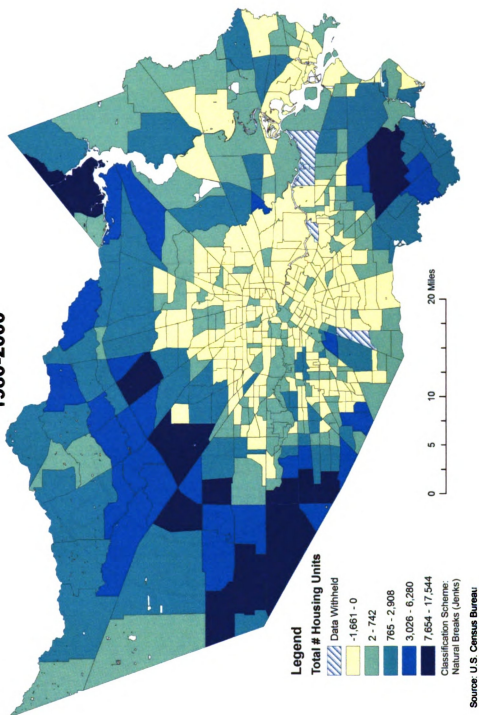 Legend
Total # Housing Units
Data Withheld
-1,661 - 0
2 - 742
765 - 2,908
3,026 - 6,280
7,654 - 17,544
Classification Scheme:
Natural Breaks (Jenks)
Source: U.S. Census Bureau
0 5 10 20 Miles